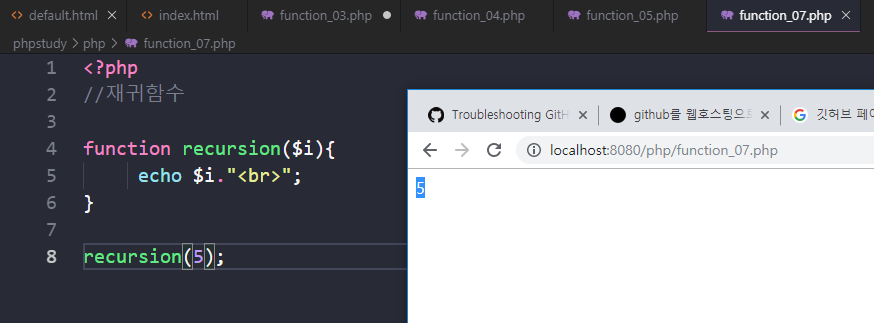 default.html index.html function_03.php function_04.php function_05.php function_07.php
phpstudy > php > function_07.php
1 <?php
2 //재귀함수
3
4 function recursion($i){
5 echo $i."<br>";
6 }
7
8 recursion(5);
Troubleshooting GitH github를 웹호스팅으로 깃허브 페이
localhost:8080/php/function_07.php
5